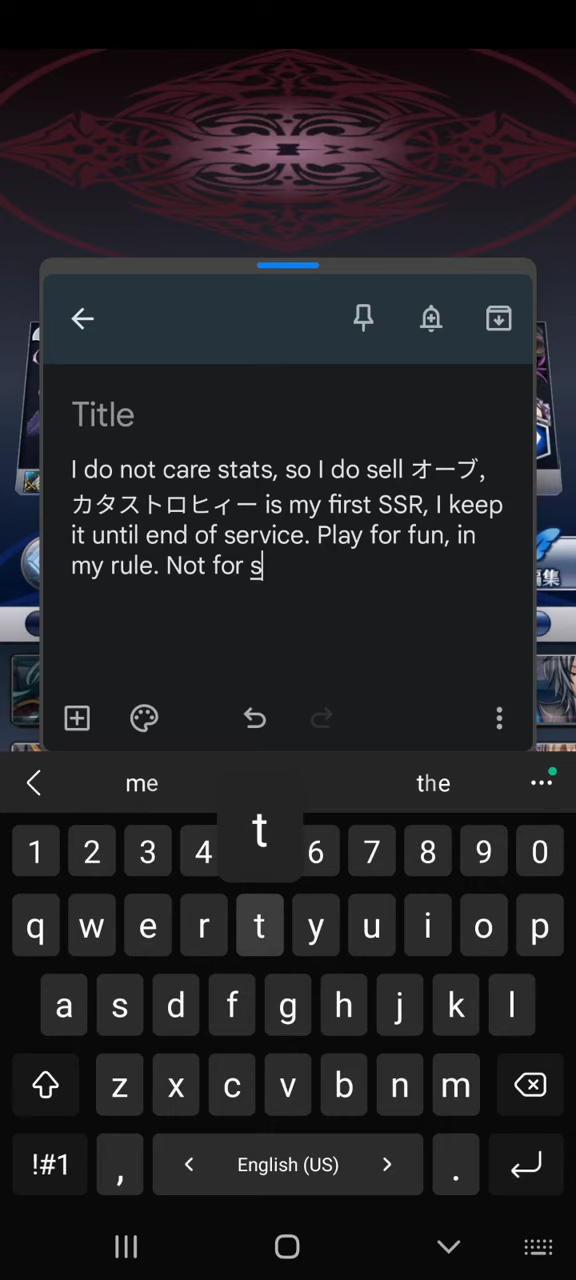 Title
I do not care stats, so I do sell オーブ,
カタストロヒィー is my first SSR, I keep
it until end of service. Play for fun, in
my rule. Not for s
編集
me the
t
1 2 3 4 6 7 8 9 0
q w e r t y u i o p
a s d f g h j k l
z x c v b n m
!#1 , English (US) .